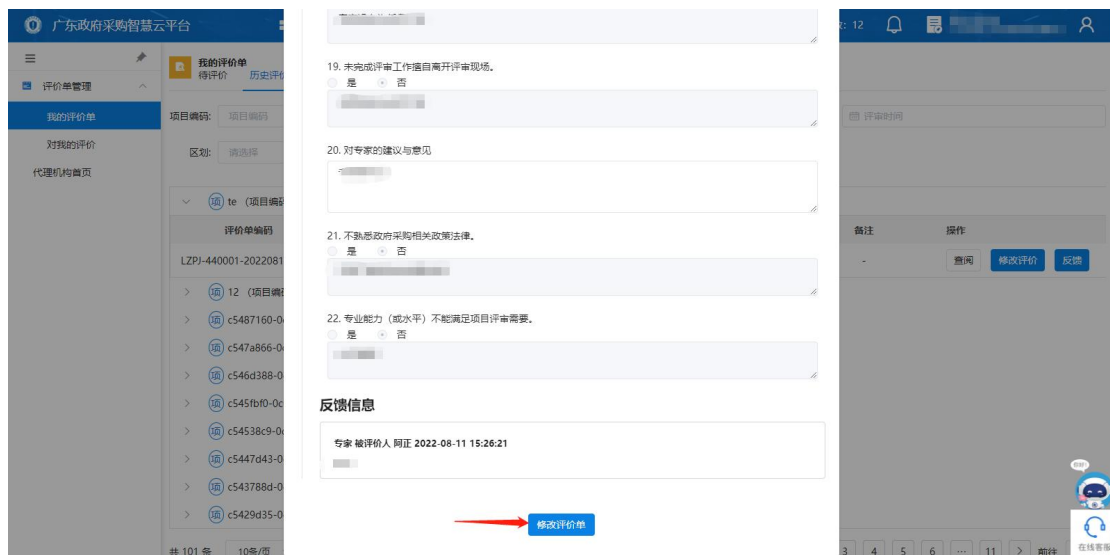 广东政府采购智慧云平台
: 12
我的评价单
待评价
评价单管理
我的评价单
对我的评价
代理机构首页
项目编码: 项目编码
评审时间
区划: 请选择
te (项目编码
评价单编码
备注 操作
LZPJ-440001-2022081
- 查阅 修改评价 反馈
项 12 (项目编
项 c5487160-0
项 c547a866-0
项 c546d388-0
项 c545fbf0-0c
项 c54538c9-0
项 c5447d43-0
项 c543788d-0
项 c5429d35-0
共 101 条 10条/页
3 4 5 6 ... 11 > 前往
19. 未完成评审工作擅自离开评审现场。
是 否
20. 对专家的建议与意见
21. 不熟悉政府采购相关政策法律。
是 否
22. 专业能力（或水平）不能满足项目评审需要。
是 否
反馈信息
专家 被评价人 阿正 2022-08-11 15:26:21
修改评价单
在线客服